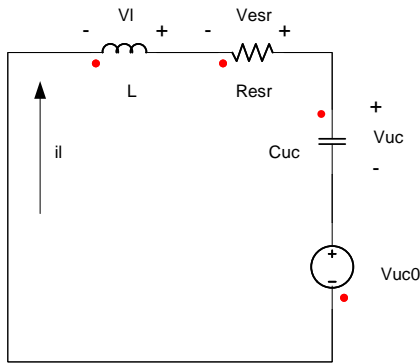 - Vl + - Vesr +
L Resr
il
Cuc
+
Vuc
-
+
-
Vuc0